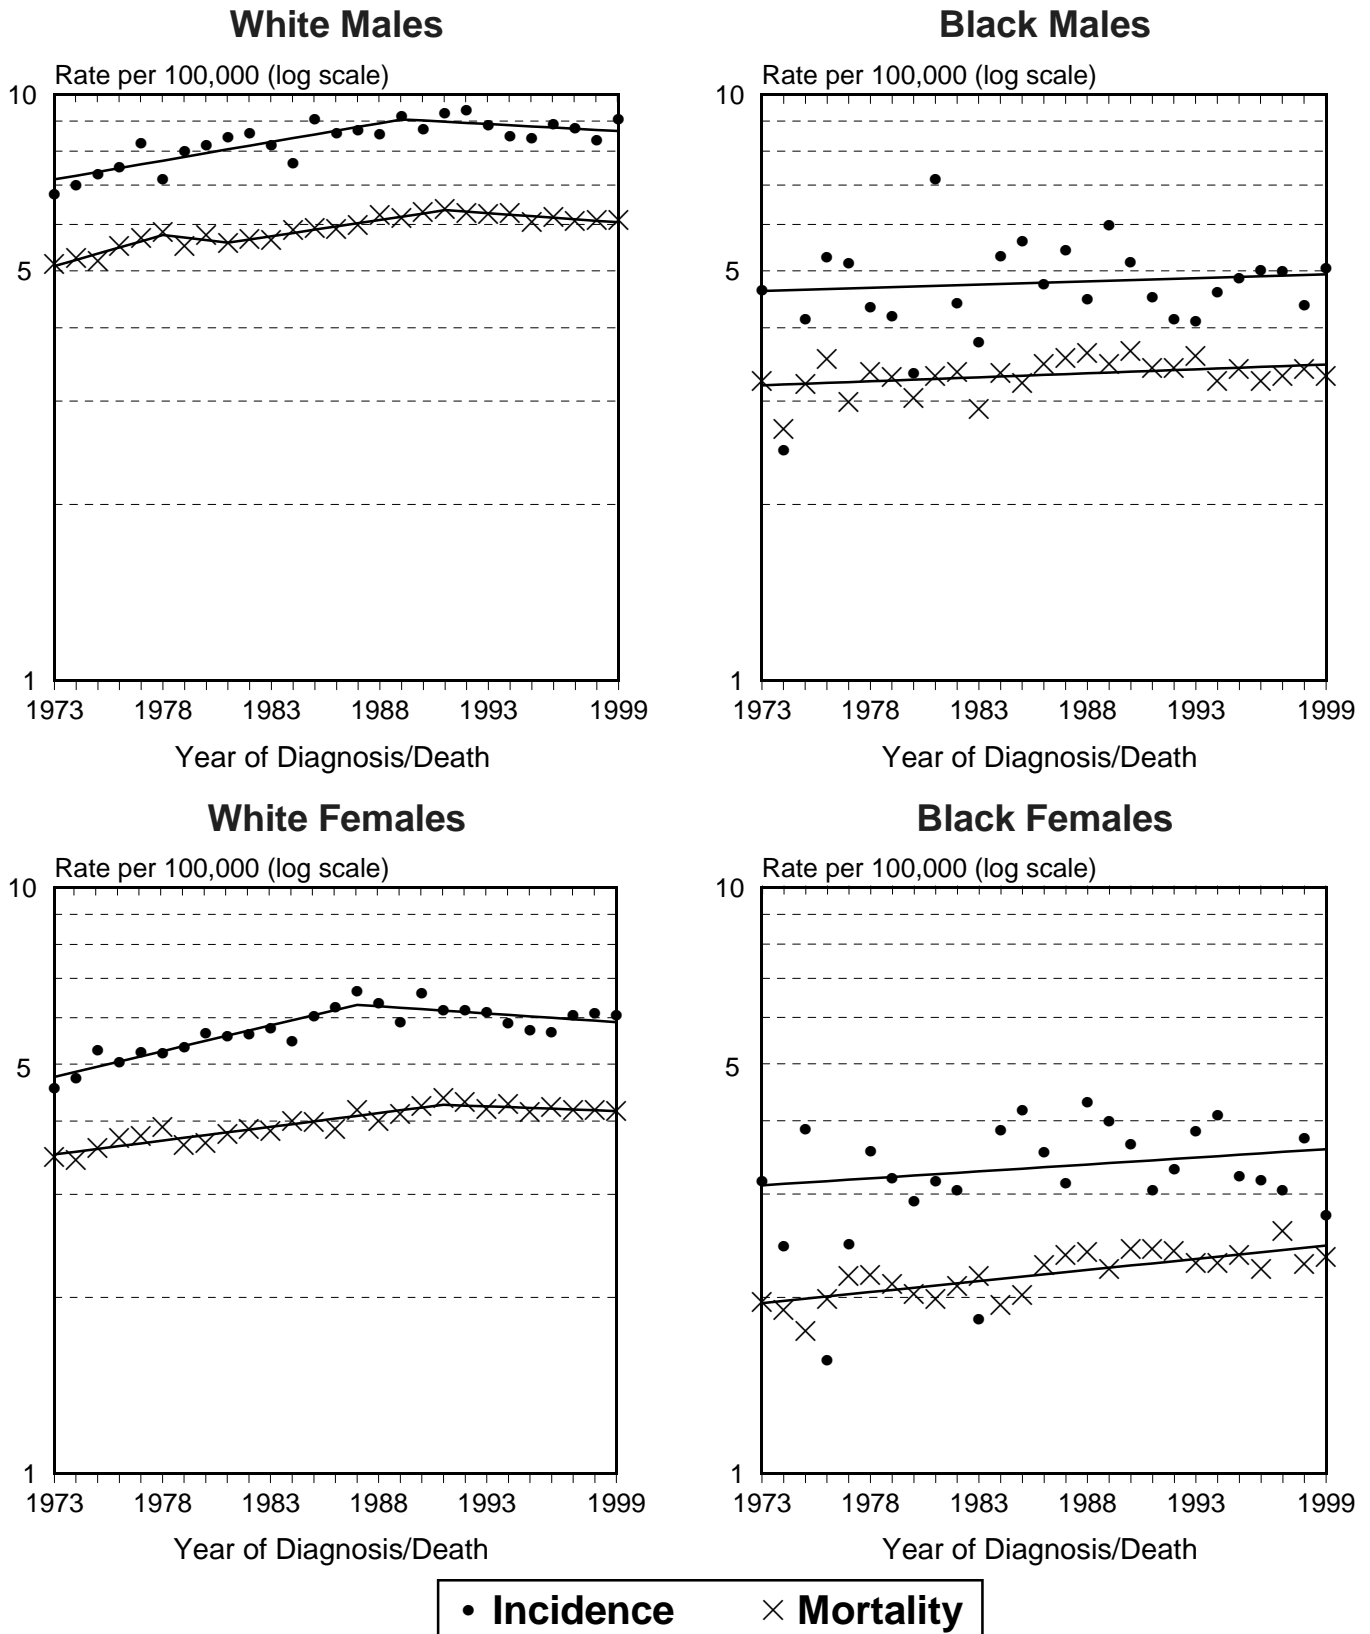 White Males
Rate per 100,000 (log scale)
10
5
1
1973 1978 1983 1988 1993 1999
Year of Diagnosis/Death
Black Males
Rate per 100,000 (log scale)
10
5
1
1973 1978 1983 1988 1993 1999
Year of Diagnosis/Death
White Females
Rate per 100,000 (log scale)
10
5
1
1973 1978 1983 1988 1993 1999
Year of Diagnosis/Death
Black Females
Rate per 100,000 (log scale)
10
5
1
1973 1978 1983 1988 1993 1999
Year of Diagnosis/Death
Incidence Mortality